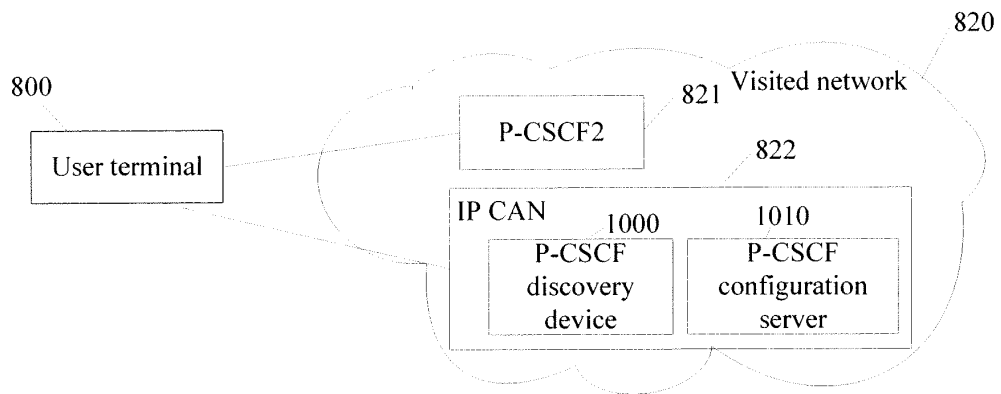 820
Visited network
800
User terminal
821
P-CSCF2
822
IP CAN
1000
P-CSCF
discovery
device
1010
P-CSCF
configuration
server